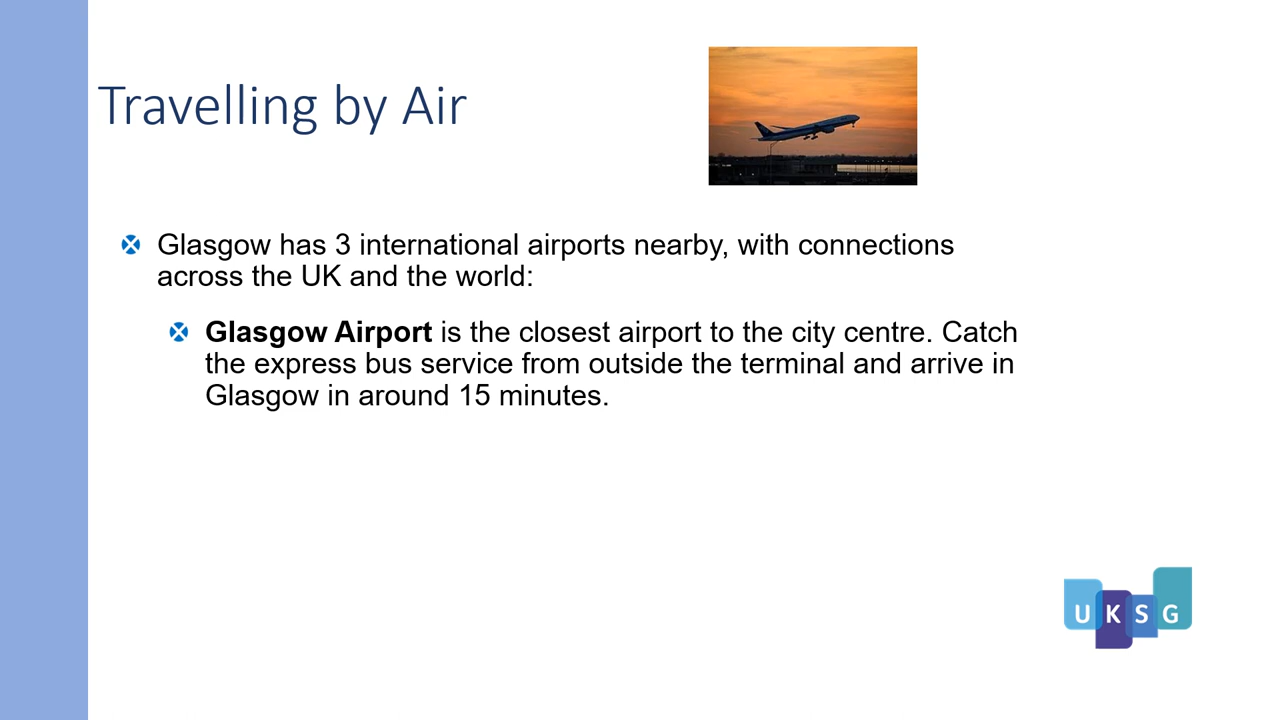 Travelling by Air
Glasgow has 3 international airports nearby, with connections
across the UK and the world:
Glasgow Airport is the closest airport to the city centre. Catch
the express bus service from outside the terminal and arrive in
Glasgow in around 15 minutes.
UKSG